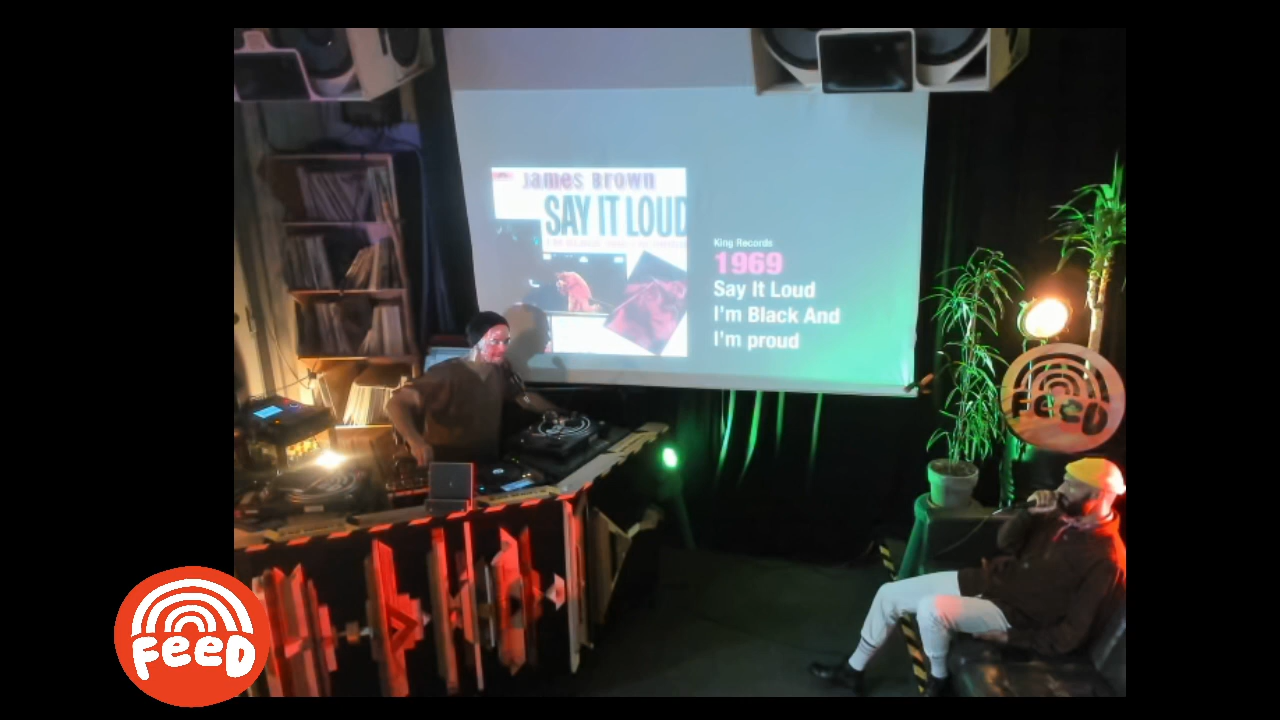 James Brown
SAY IT LOUD
King Records
1969
Say It Loud
I'm Black And
I'm proud
FeeD
FeeD